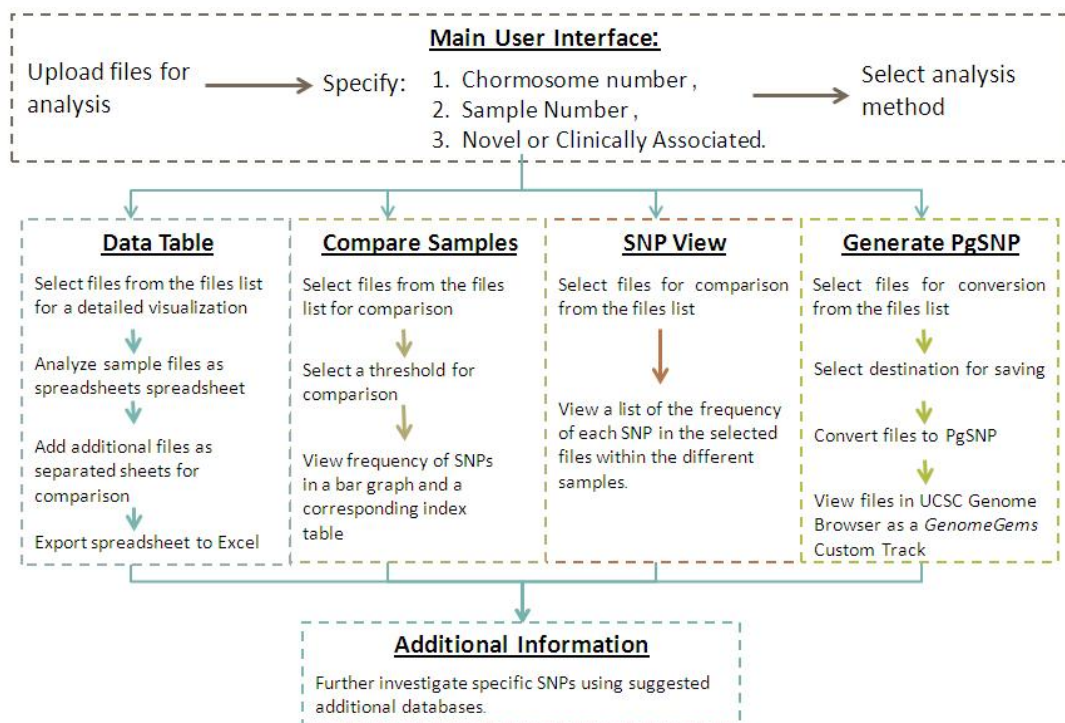 Main User Interface:
Upload files for
analysis
Specify:
1. Chormosome number ,
2. Sample Number ,
3. Novel or Clinically Associated.
Select analysis
method
Data Table
Select files from the files list
for a detailed visualization
Analyze sample files as
spreadsheets spreadsheet
Add additional files as
separated sheets for
comparison
Export spreadsheet to Excel
Compare Samples
Select files from the files
list for comparison
Select a threshold for
comparison
View frequency of SNPs
in a bar graph and a
corresponding index
table
SNP View
Select files for comparison
from the files list
View a list of the frequency
of each SNP in the selected
files within the different
samples.
Generate PgSNP
Select files for conversion
from the files list
Select destination for saving
Convert files to PgSNP
View files in UCSC Genome
Browser as a GenomeGems
Custom Track
Additional Information
Further investigate specific SNPs using suggested
additional databases.